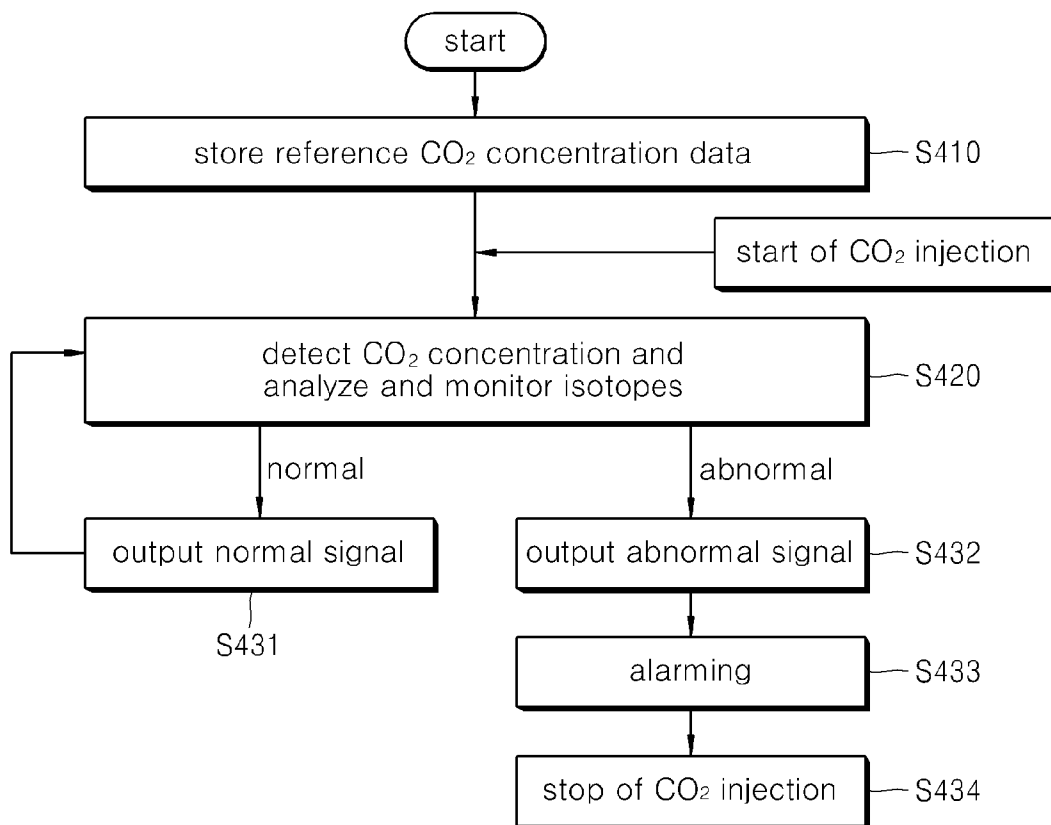 start
store reference CO₂ concentration data
S410
start of CO₂ injection
detect CO₂ concentration and
analyze and monitor isotopes
S420
normal
abnormal
output normal signal
S431
output abnormal signal
S432
alarming
S433
stop of CO₂ injection
S434